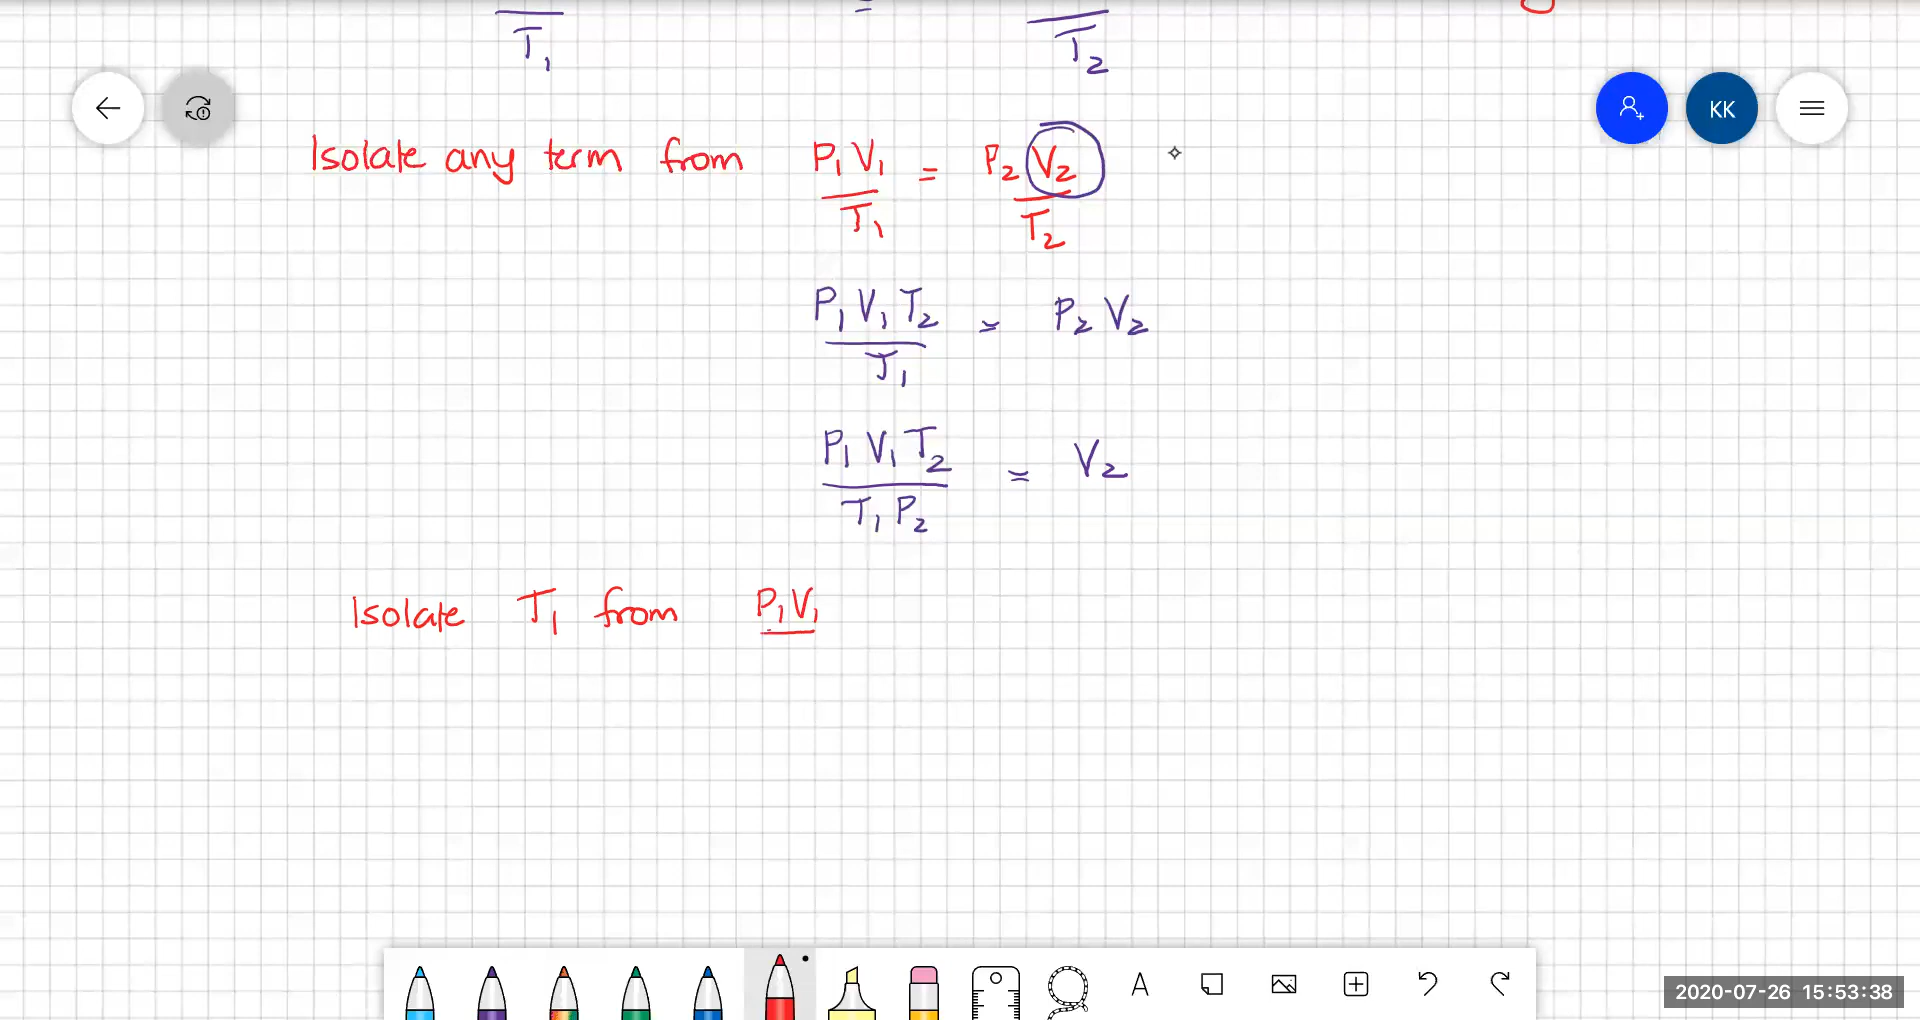 T₁ = T₂
KK
Isolate any term from P₁V₁/T₁ = P₂V₂/T₂
P₁V₁T₂/T₁ = P₂V₂
P₁V₁T₂/T₁P₂ = V₂
Isolate T₁ from P₁V₁
A
2020-07-26 15:53:38